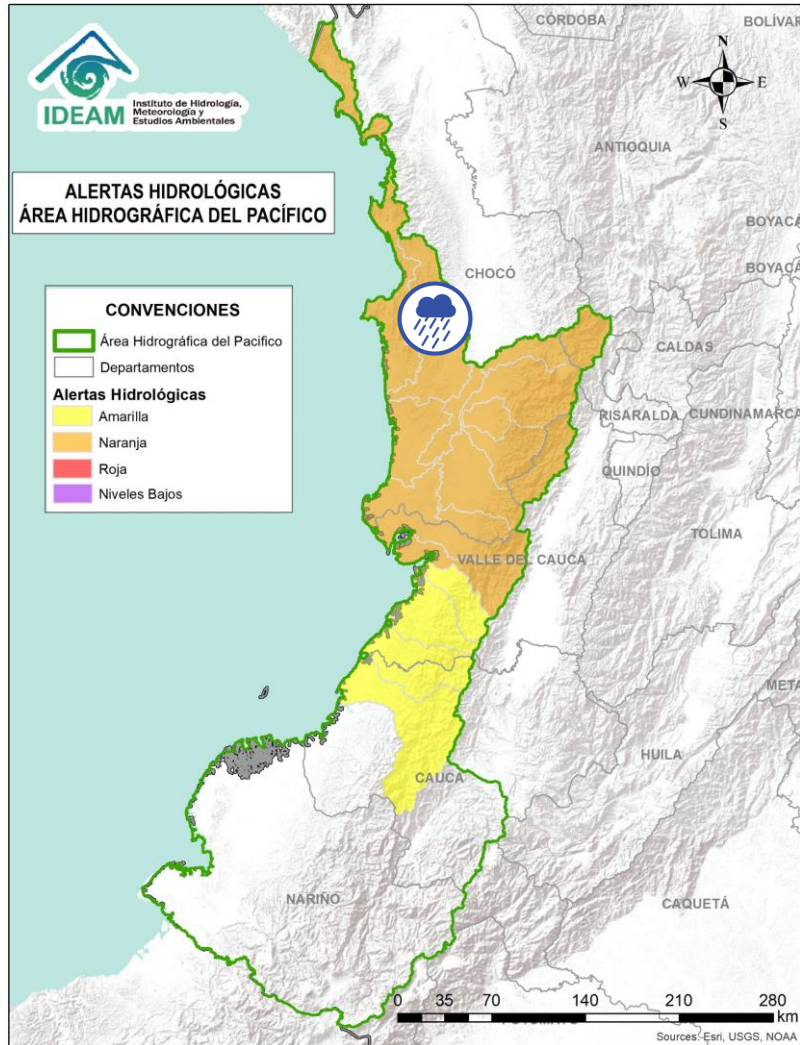 IDEAM
Instituto de Hidrología,
Meteorología y
Estudios Ambientales
ALERTAS HIDROLÓGICAS
ÁREA HIDROGRÁFICA DEL PACÍFICO
CONVENCIONES
Área Hidrográfica del Pacifico
Departamentos
Alertas Hidrológicas
Amarilla
Naranja
Roja
Niveles Bajos
CÓRDOBA
BOLÍVAR
N
W
E
S
ANTIOQUIA
BOYACÁ
BOYACÁ
CHOCÓ
CALDAS
RISARALDA
CUNDINAMARCA
QUINDÍO
TOLIMA
VALLE DEL CAUCA
META
HUILA
CAUCA
NARIÑO
CAQUETÁ
0 35 70 140 210 280
km
Sources: Esri, USGS, NOAA